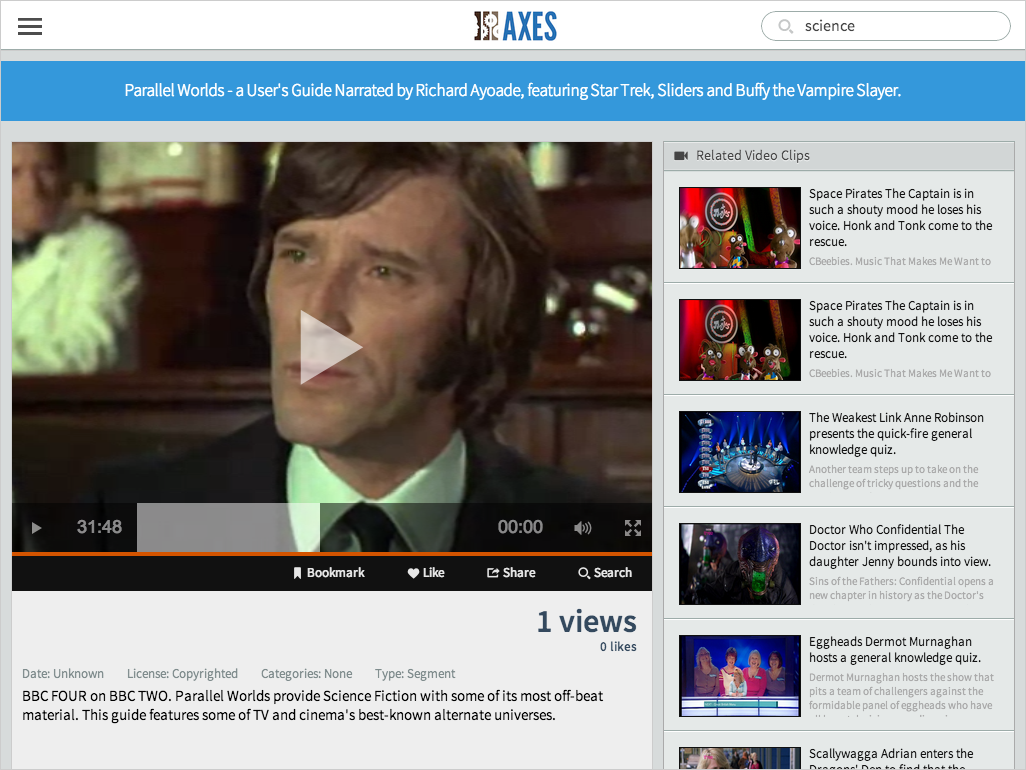 AXES
science
Parallel Worlds - a User's Guide Narrated by Richard Ayoade, featuring Star Trek, Sliders and Buffy the Vampire Slayer.
31:48
00:00
Bookmark
Like
Share
Search
1 views
0 likes
Date: Unknown License: Copyrighted Categories: None Type: Segment
BBC FOUR on BBC TWO. Parallel Worlds provide Science Fiction with some of its most off-beat
material. This guide features some of TV and cinema's best-known alternate universes.
Related Video Clips
Space Pirates The Captain is in
such a shouty mood he loses his
voice. Honk and Tonk come to the
rescue.
CBeebies. Music That Makes Me Want to
Space Pirates The Captain is in
such a shouty mood he loses his
voice. Honk and Tonk come to the
rescue.
CBeebies. Music That Makes Me Want to
The Weakest Link Anne Robinson
presents the quick-fire general
knowledge quiz.
Another team steps up to take on the
challenge of tricky questions and the
Doctor Who Confidential The
Doctor isn't impressed, as his
daughter Jenny bounds into view.
Sins of the Fathers: Confidential opens a
new chapter in history as the Doctor's
Eggheads Dermot Murnaghan
hosts a general knowledge quiz.
Dermot Murnaghan hosts the show that
pits a team of challengers against the
formidable panel of eggheads who have
Scallywagga Adrian enters the
Dragons' Den to find that the